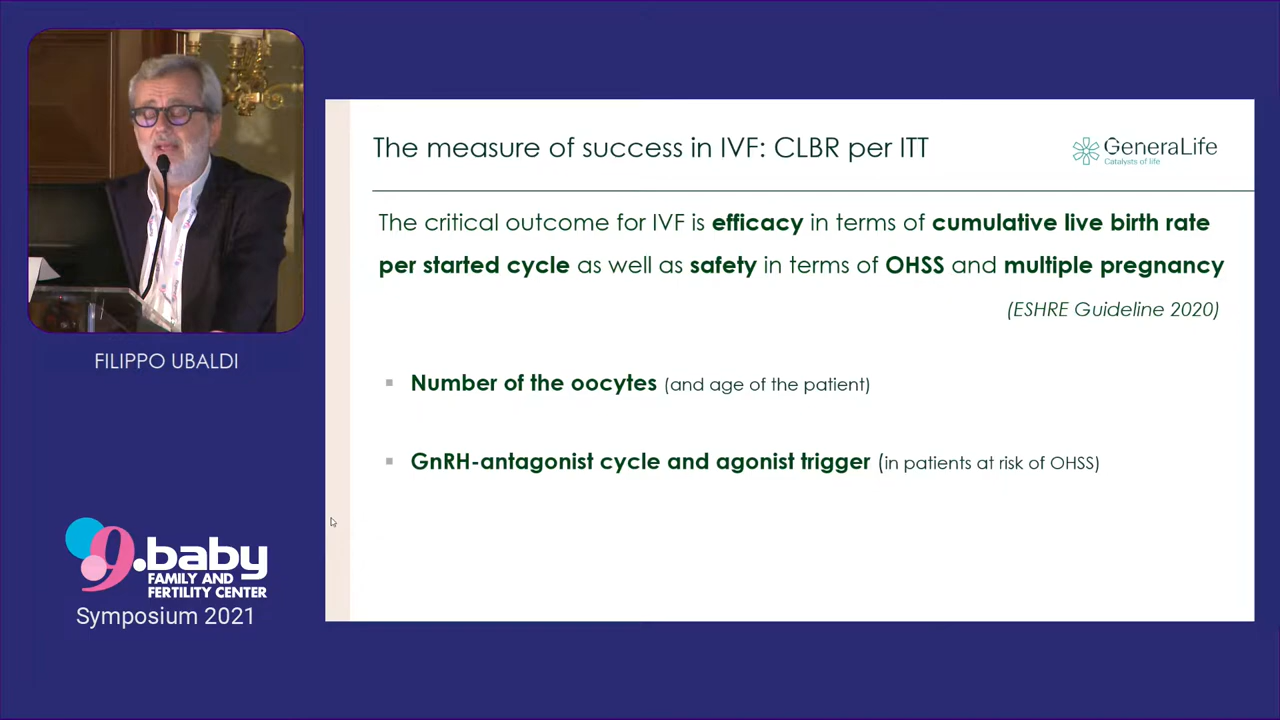 The measure of success in IVF: CLBR per ITT
GeneraLife
Catalysts of life
The critical outcome for IVF is efficacy in terms of cumulative live birth rate
per started cycle as well as safety in terms of OHSS and multiple pregnancy
(ESHRE Guideline 2020)
▪ Number of the oocytes (and age of the patient)
▪ GnRH-antagonist cycle and agonist trigger (in patients at risk of OHSS)
FILIPPO UBALDI
9.baby
FAMILY AND
FERTILITY CENTER
Symposium 2021